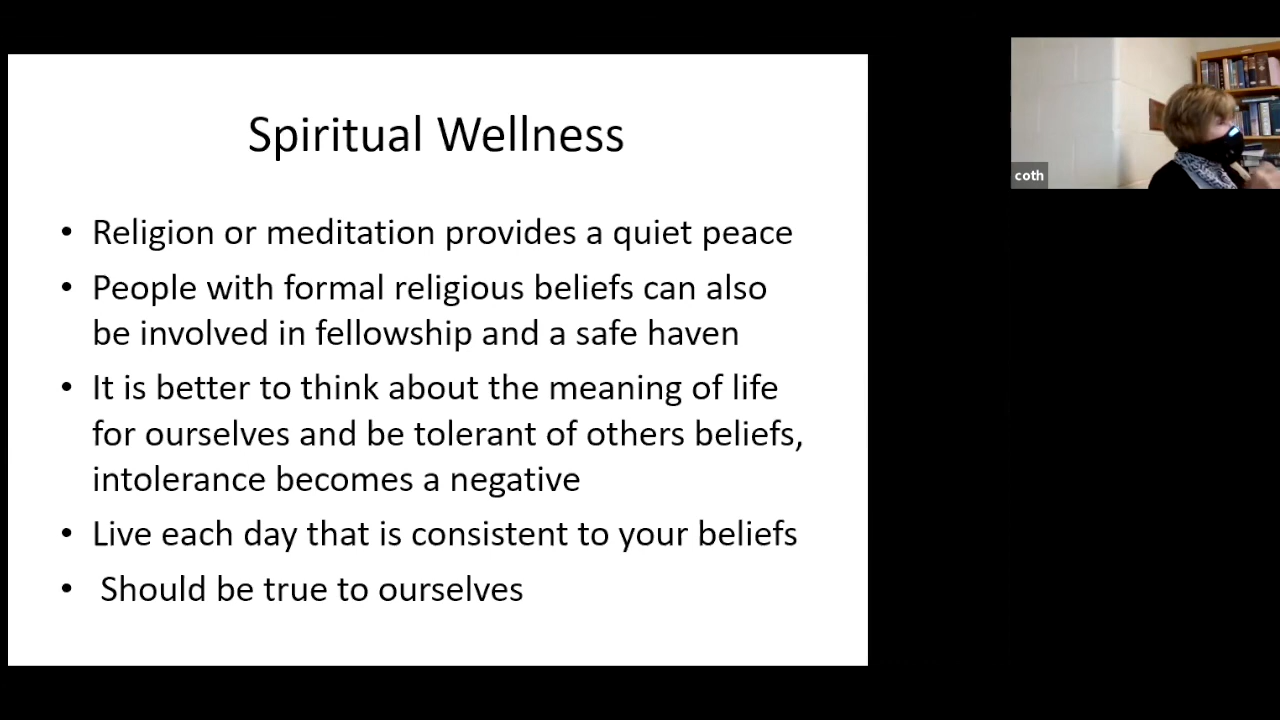 Spiritual Wellness
• Religion or meditation provides a quiet peace
• People with formal religious beliefs can also
be involved in fellowship and a safe haven
• It is better to think about the meaning of life
for ourselves and be tolerant of others beliefs,
intolerance becomes a negative
• Live each day that is consistent to your beliefs
• Should be true to ourselves
coth